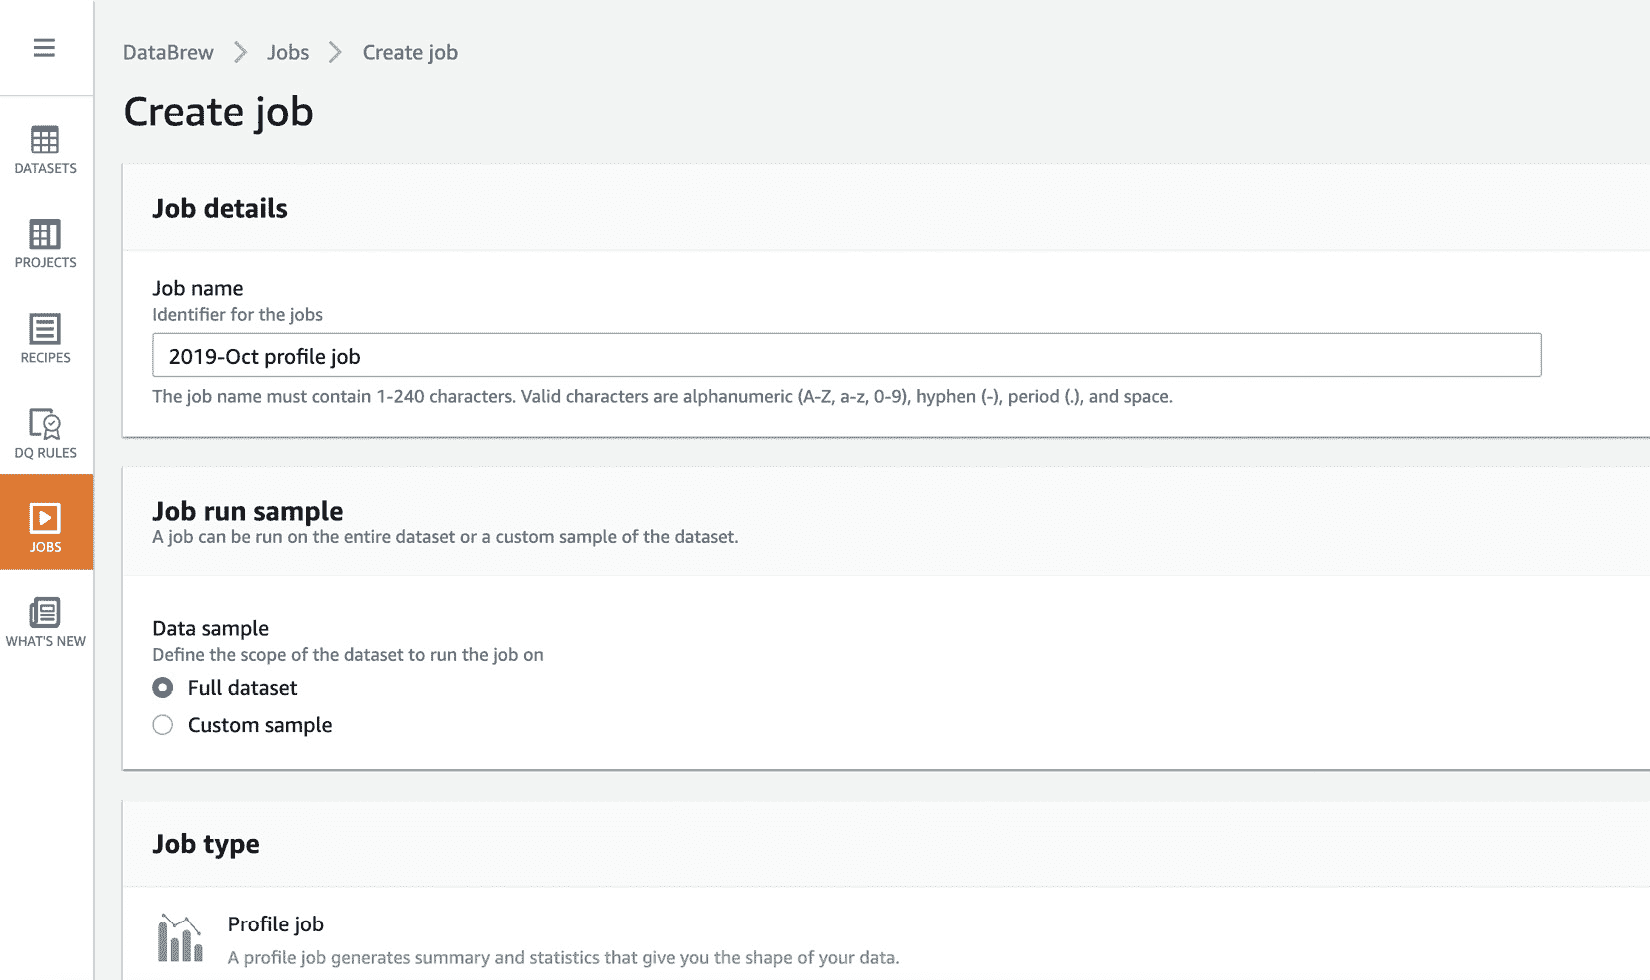 DataBrew > Jobs > Create job
Create job
DATASETS
PROJECTS
RECIPES
DQ RULES
JOBS
WHAT'S NEW
Job details
Job name
Identifier for the jobs
2019-Oct profile job
The job name must contain 1-240 characters. Valid characters are alphanumeric (A-Z, a-z, 0-9), hyphen (-), period (.), and space.
Job run sample
A job can be run on the entire dataset or a custom sample of the dataset.
Data sample
Define the scope of the dataset to run the job on
Full dataset
Custom sample
Job type
Profile job
A profile job generates summary and statistics that give you the shape of your data.